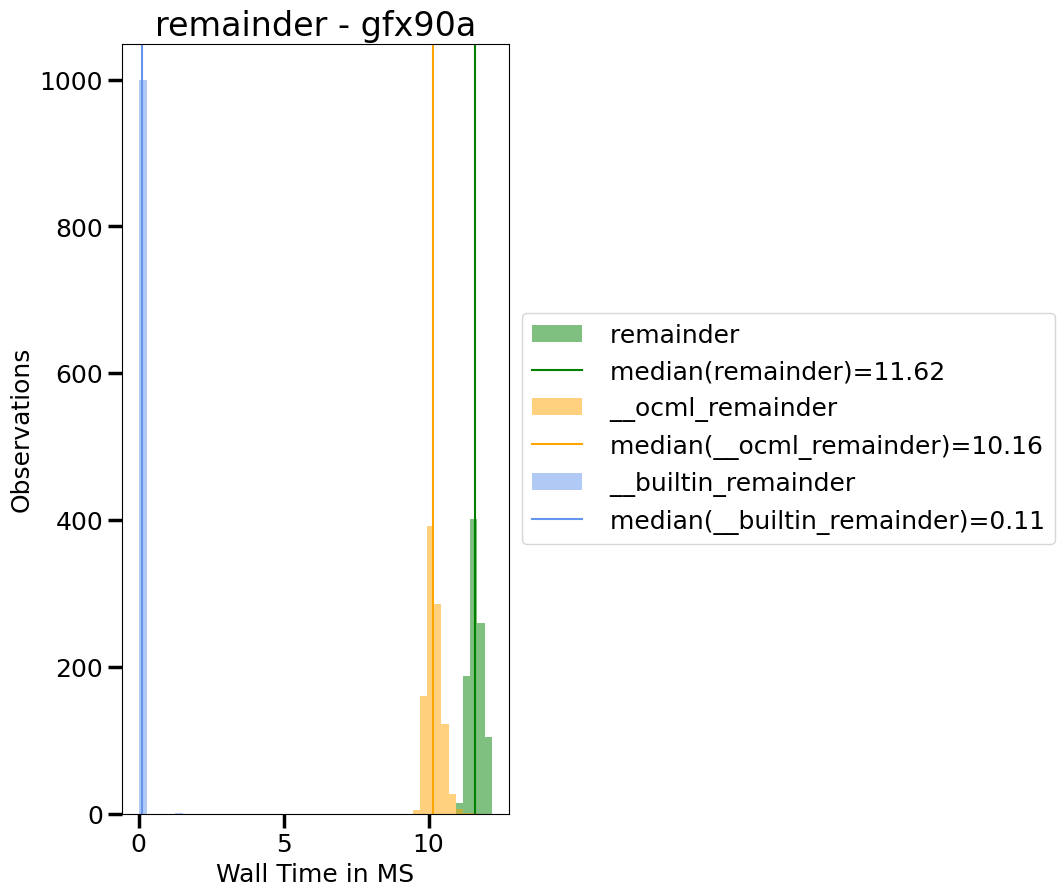 remainder - gfx90a
1000
800
600
400
200
0
Observations
0 5 10
Wall Time in MS
remainder
median(remainder)=11.62
__ocml_remainder
median(__ocml_remainder)=10.16
__builtin_remainder
median(__builtin_remainder)=0.11